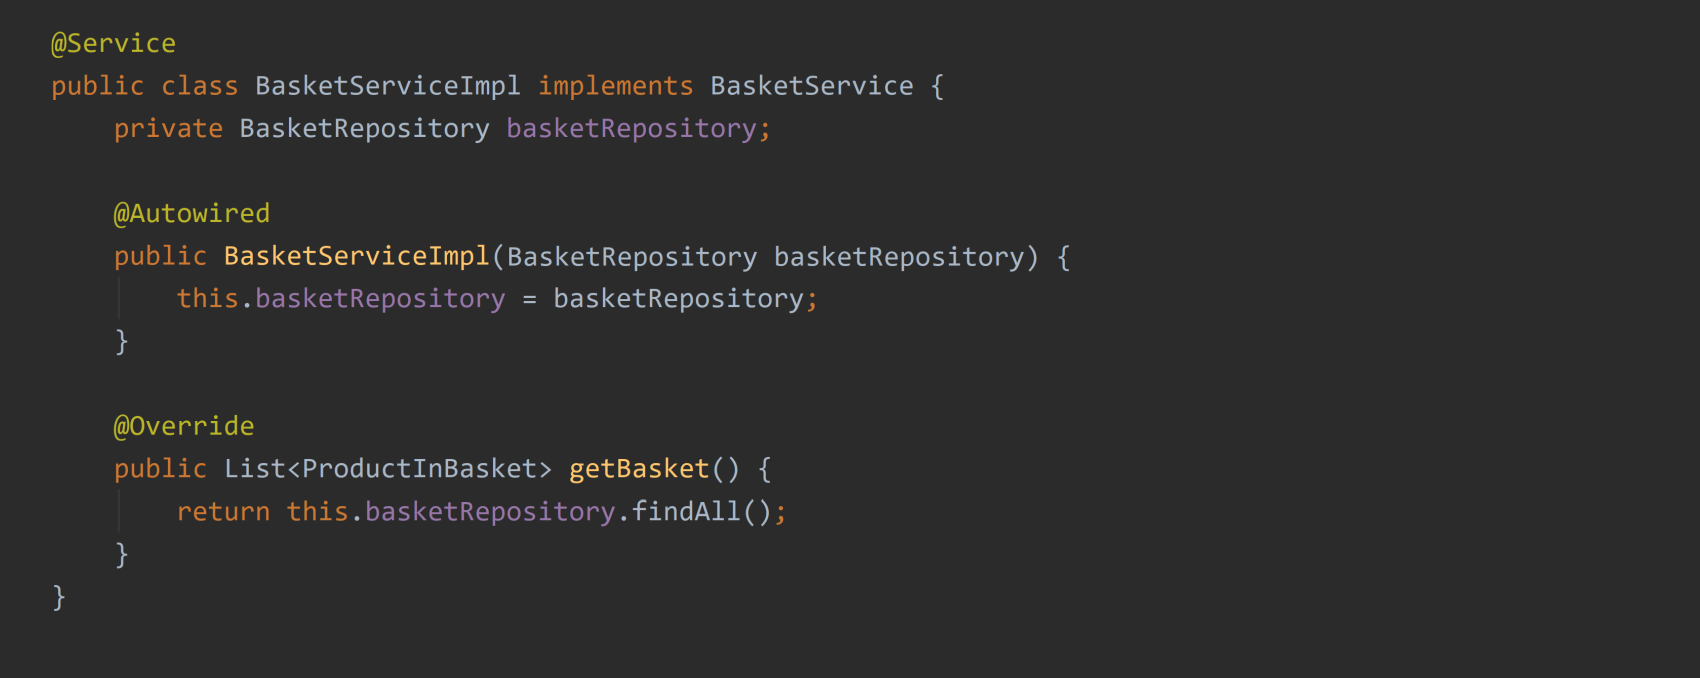 @Service
public class BasketServiceImpl implements BasketService {
    private BasketRepository basketRepository;

    @Autowired
    public BasketServiceImpl(BasketRepository basketRepository) {
        this.basketRepository = basketRepository;
    }

    @Override
    public List<ProductInBasket> getBasket() {
        return this.basketRepository.findAll();
    }
}